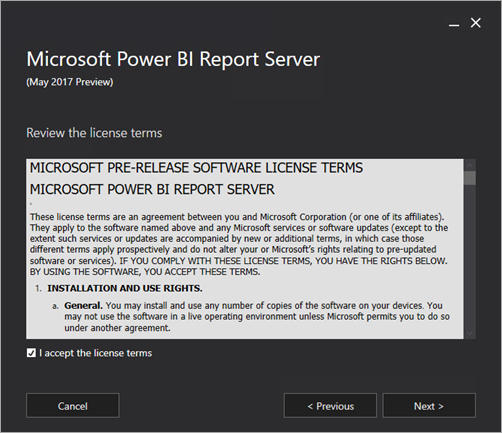 Microsoft Power BI Report Server
(May 2017 Preview)
Review the license terms
MICROSOFT PRE-RELEASE SOFTWARE LICENSE TERMS
MICROSOFT POWER BI REPORT SERVER
These license terms are an agreement between you and Microsoft Corporation (or one of its affiliates).
They apply to the software named above and any Microsoft services or software updates (except to the
extent such services or updates are accompanied by new or additional terms, in which case those
different terms apply prospectively and do not alter your or Microsoft's rights relating to pre-updated
software or services). IF YOU COMPLY WITH THESE LICENSE TERMS, YOU HAVE THE RIGHTS BELOW.
BY USING THE SOFTWARE, YOU ACCEPT THESE TERMS.
1. INSTALLATION AND USE RIGHTS.
a. General. You may install and use any number of copies of the software on your devices. You
may not use the software in a live operating environment unless Microsoft permits you to do so
under another agreement.
I accept the license terms
Cancel
< Previous
Next >